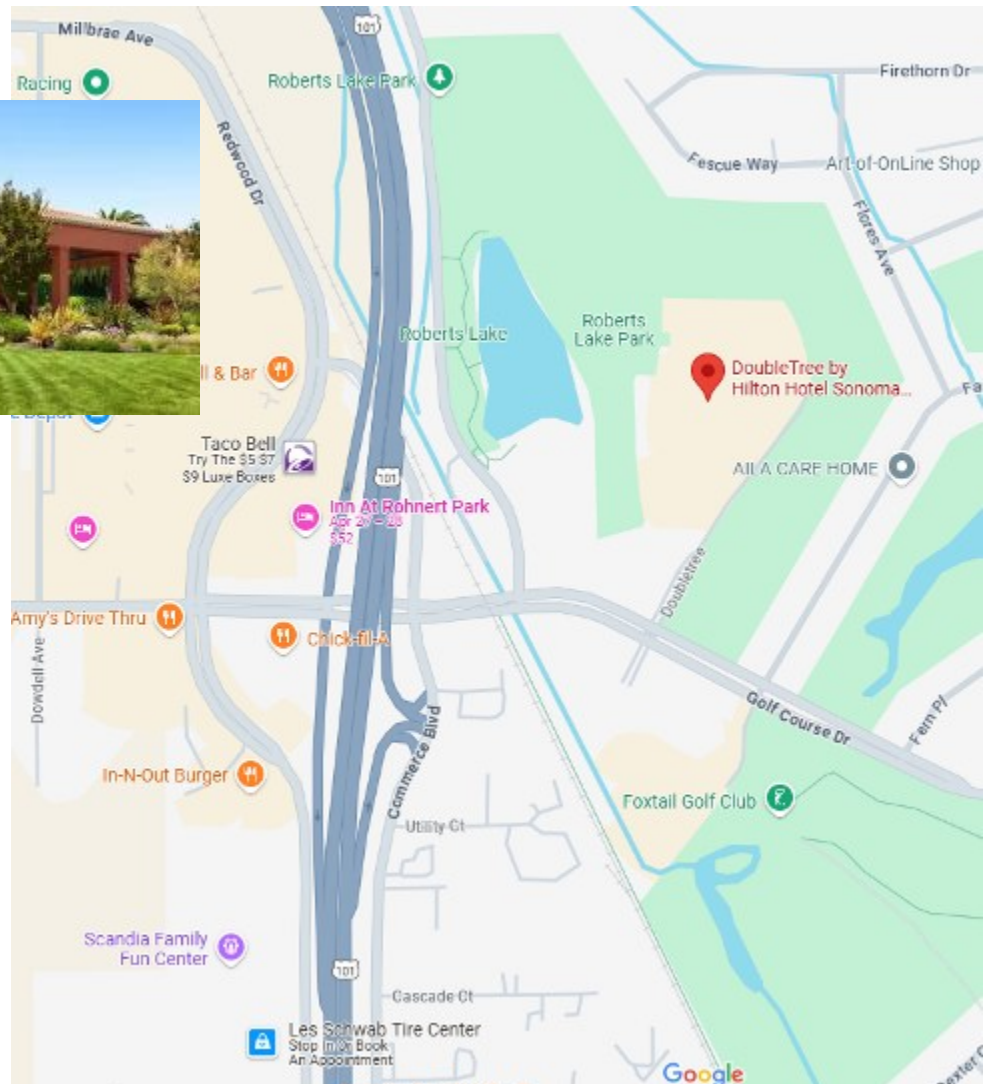 Millbrae Ave
101
Racing
Roberts Lake Park
Firethorn Dr
Redwood Dr
Fescue Way
Art-of-OnLine Shop
Flores Ave
Roberts Lake
Roberts
Lake Park
ll & Bar
DoubleTree by
Hilton Hotel Sonoma...
Fa
Taco Bell
Try The $5 $7
$9 Luxe Boxes
101
AILA CARE HOME
Inn At Rohnert Park
Apr 27 – 28
$52
Doubletree
Amy's Drive Thru
Chick-fil-A
Dowdell Ave
Golf Course Dr
Fern Pl
Commerce Blvd
In-N-Out Burger
Foxtail Golf Club
Utility Ct
Scandia Family
Fun Center
101
Cascade Ct
Les Schwab Tire Center
Stop In Or Book
An Appointment
Google